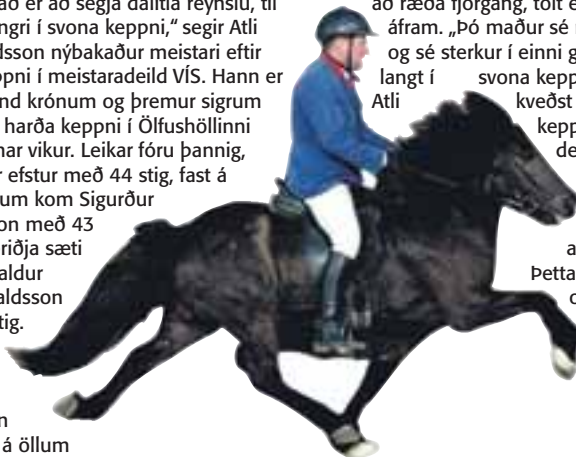 að er að segja dálitla reynslu, til
ngri í svona keppni,“ segir Atli
dsson nýbakaður meistari eftir
pni í meistaradeild VÍS. Hann er
nd krónum og þremur sigrum
harða keppni í Ölfushöllinni
nar vikur. Leikar fóru þannig,
r efstur með 44 stig, fast á
um kom Sigurður
on með 43
riðja sæti
aldur
aldsson
tig.
n
á öllum
að ræða fjórgang, tölt e
áfram. „Þó maður sé
og sé sterkur í einni g
langt í svona kepp
Atli kveðst
kepp
de
a
Þetta